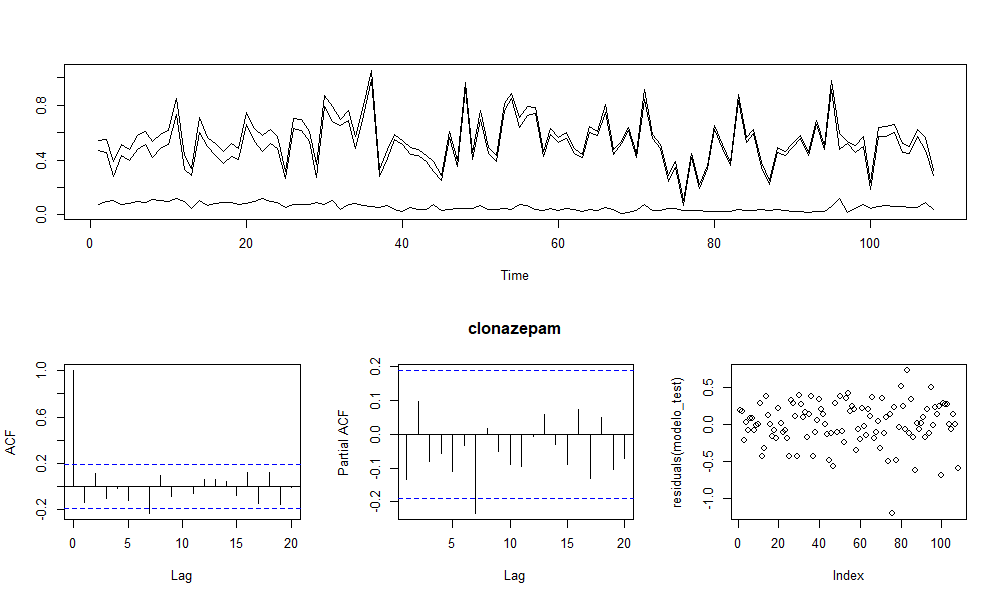 0.0 0.4 0.8
0 20 40 60 80 100
Time
clonazepam
ACF
-0.2 0.2 0.6 1.0
0 5 10 15 20
Lag
Partial ACF
-0.2 -0.1 0.0 0.1 0.2
5 10 15 20
Lag
residuals(modelo_test)
-1.0 -0.5 0.0 0.5
0 20 40 60 80 100
Index